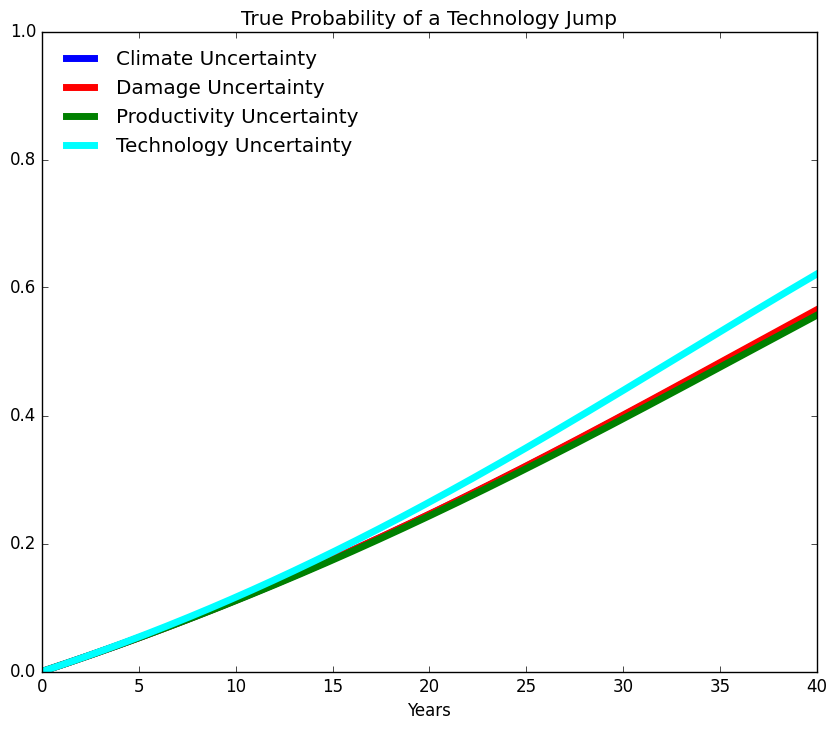 True Probability of a Technology Jump
1.0
Climate Uncertainty
Damage Uncertainty
Productivity Uncertainty
Technology Uncertainty
0.8
0.6
0.4
0.2
0.0
0 5 10 15 20 25 30 35 40
Years